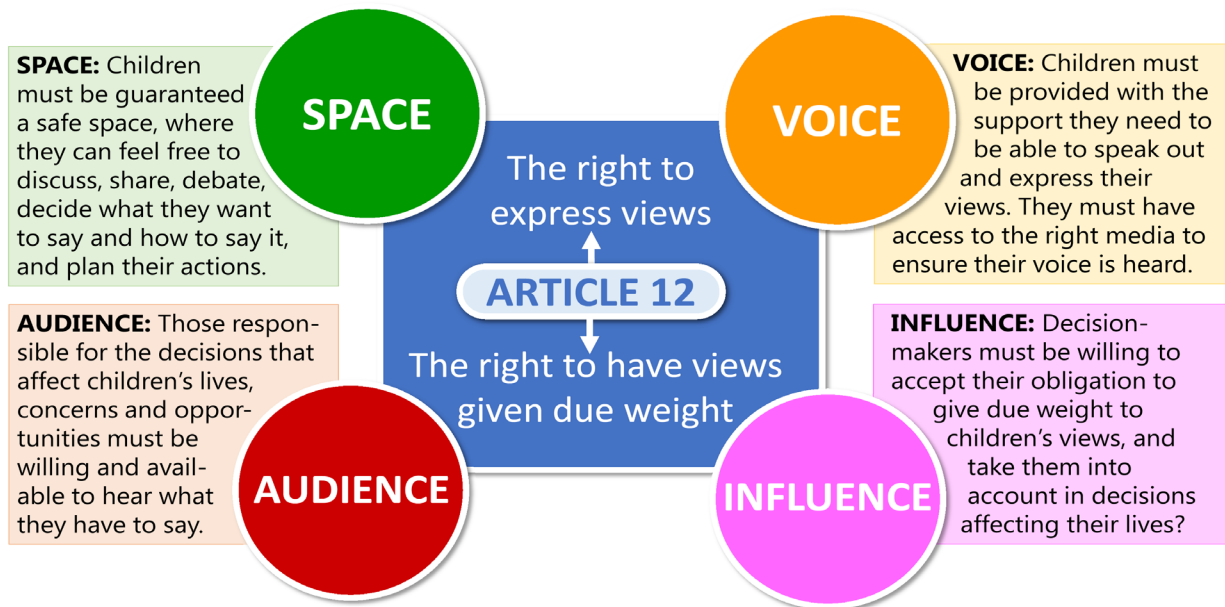 SPACE: Children
must be guaranteed
a safe space, where
they can feel free to
discuss, share, debate,
decide what they want
to say and how to say it,
and plan their actions.
SPACE
The right to
express views
ARTICLE 12
The right to have views
given due weight
VOICE
VOICE: Children must
be provided with the
support they need to
be able to speak out
and express their
views. They must have
access to the right media to
ensure their voice is heard.
AUDIENCE: Those respon-
sible for the decisions that
affect children’s lives,
concerns and oppor-
tunities must be
willing and avail-
able to hear what
they have to say.
AUDIENCE
INFLUENCE
INFLUENCE: Decision-
makers must be willing to
accept their obligation to
give due weight to
children’s views, and
take them into
account in decisions
affecting their lives?